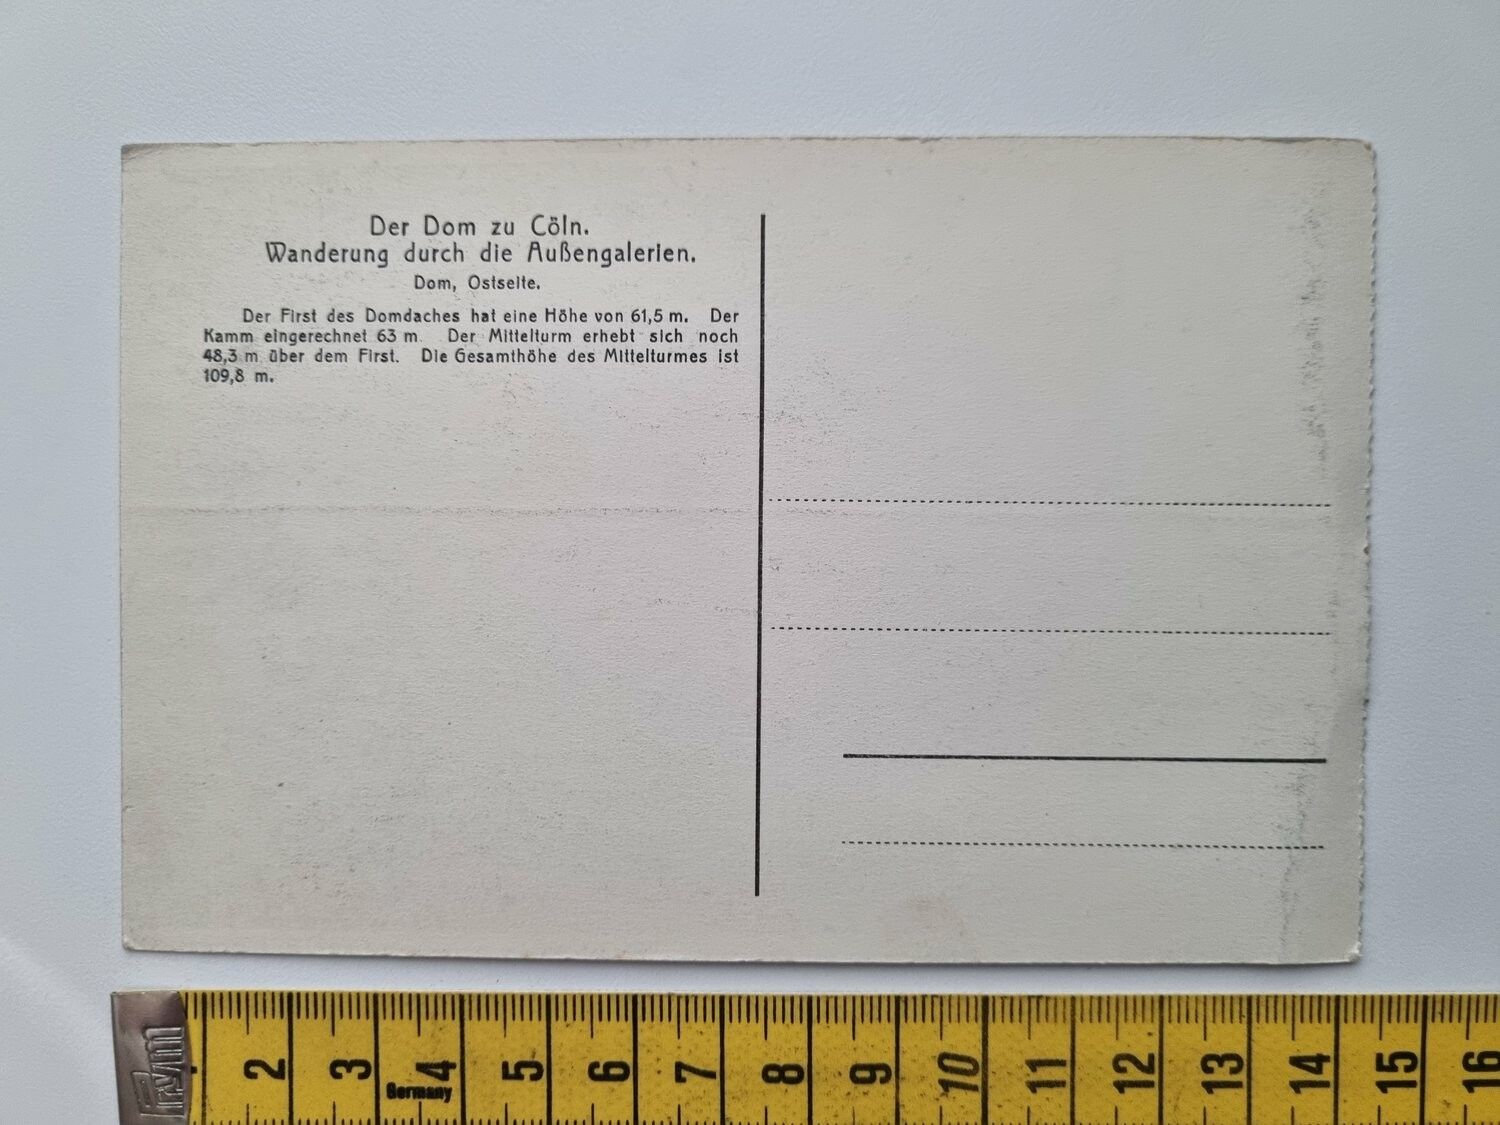 Der Dom zu Cöln.
Wanderung durch die Außengalerien.
Dom, Ostseite.
Der First des Domdaches hat eine Höhe von 61,5 m. Der
Kamm eingerechnet 63 m. Der Mittelturm erhebt sich noch
48,3 m über dem First. Die Gesamthöhe des Mittelturmes ist
109,8 m.
Prym
2 3 4 5 6 7 8 9 10 11 12 13 14 15 16
Germany